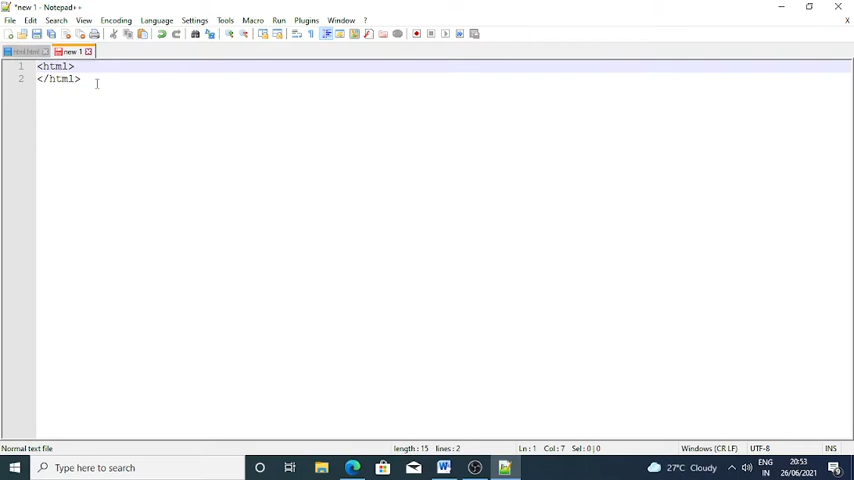 *new 1 - Notepad++
File Edit Search View Encoding Language Settings Tools Macro Run Plugins Window ? X
html.html new 1
1 <html>
2 </html>
Normal text file length : 15 lines : 2 Ln : 1 Col : 7 Sel : 0 | 0 Windows (CR LF) UTF-8 INS
Type here to search 27°C Cloudy ENG IN 20:53 26/06/2021